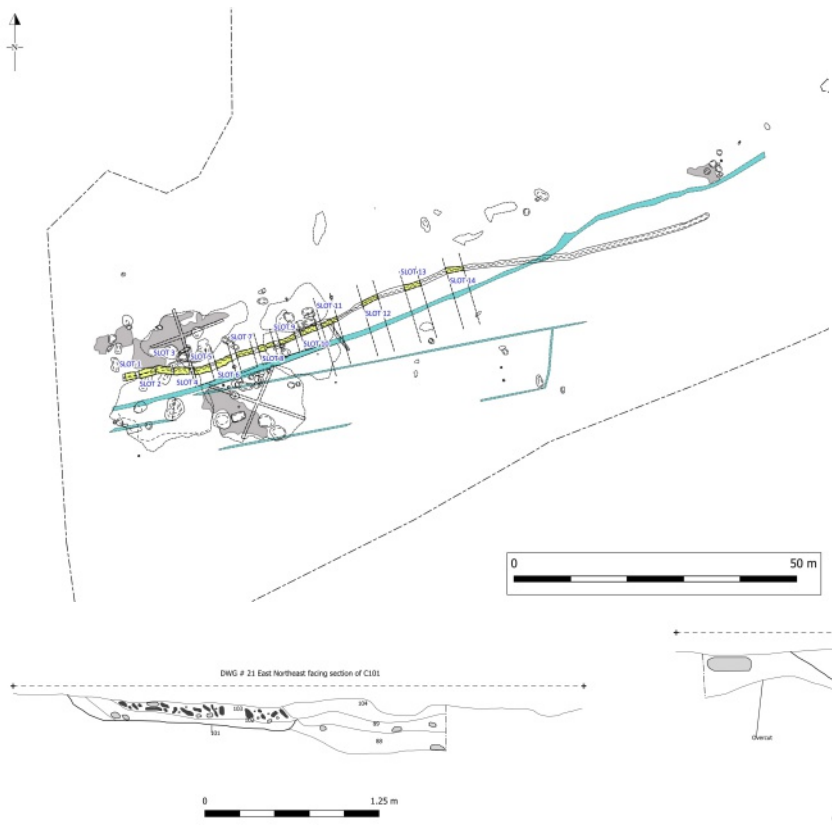 N
SLOT 11
SLOT-13
SLOT 14
SLOT 12
SLOT 9
SLOT 7
SLOT-10
SLOT 3
SLOT-5
SLOT 8
SLOT 1
SLOT 6
SLOT 2
SLOT 4
0
50 m
DWG # 21 East Northeast facing section of C101
104
103
89
101
88
Overcut
0
1.25 m